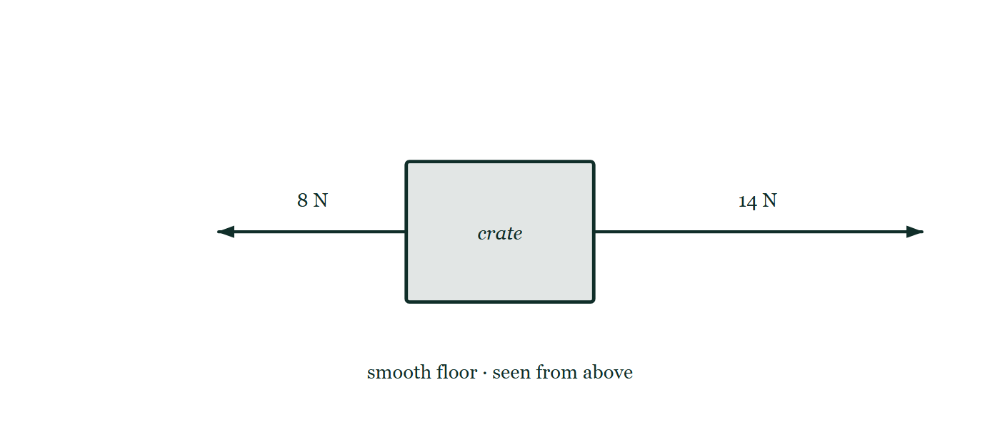 8 N
14 N
crate
smooth floor · seen from above